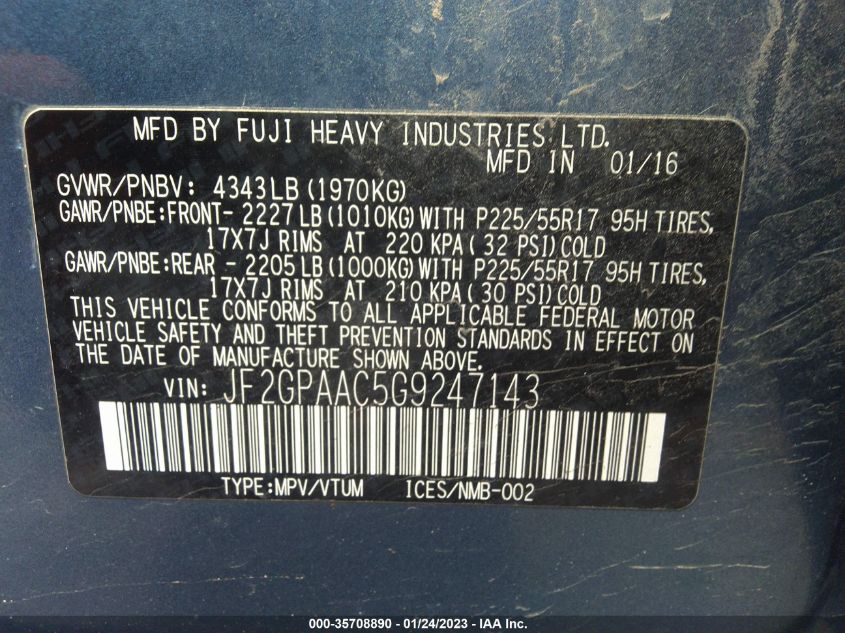 MFD BY FUJI HEAVY INDUSTRIES LTD.
MFD IN 01/16
GVWR/PNBV: 4343LB (1970KG)
GAWR/PNBE:FRONT- 2227LB(1010KG)WITH P225/55R17 95H TIRES,
17X7J RIMS AT 220 KPA(32 PSI)COLD
GAWR/PNBE:REAR - 2205LB(1000KG)WITH P225/55R17 95H TIRES,
17X7J RIMS AT 210 KPA(30 PSI)COLD
THIS VEHICLE CONFORMS TO ALL APPLICABLE FEDERAL MOTOR
VEHICLE SAFETY AND THEFT PREVENTION STANDARDS IN EFFECT ON
THE DATE OF MANUFACTURE SHOWN ABOVE.
VIN: JF2GPAAC5G9247143
TYPE:MPV/VTUM ICES/NMB-002
000-35708890 - 01/24/2023 - IAA Inc.